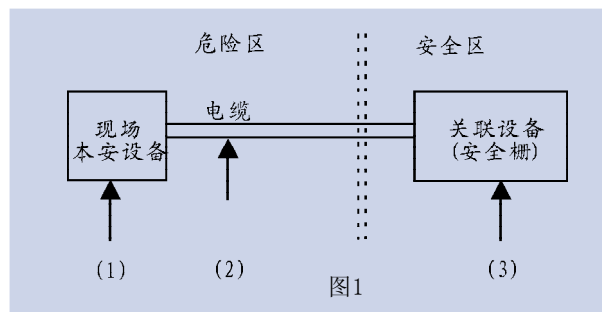 危险区
安全区
电缆
现场
本安设备
关联设备
(安全栅)
(1)
(2)
(3)
图1